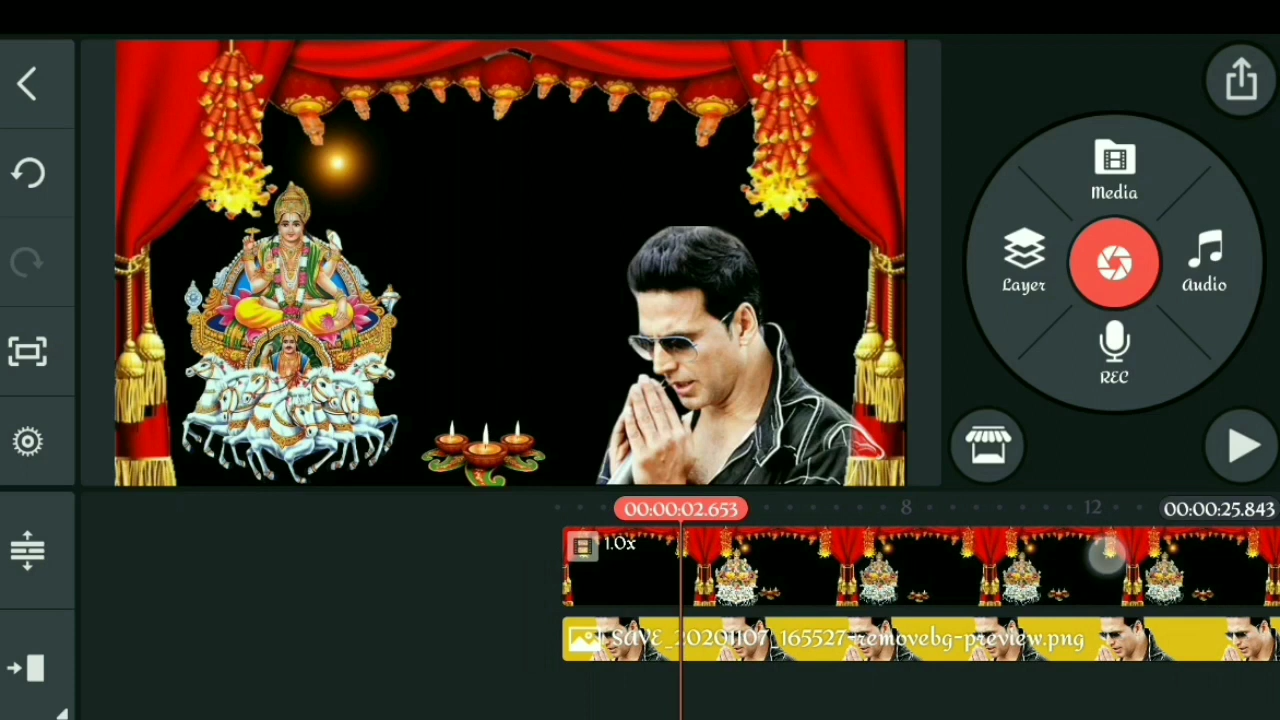 Media
Layer
Audio
REC
00:00:02.653
8
12
00:00:25.843
1.0x
SAVE_20201107_165527-removebg-preview.png